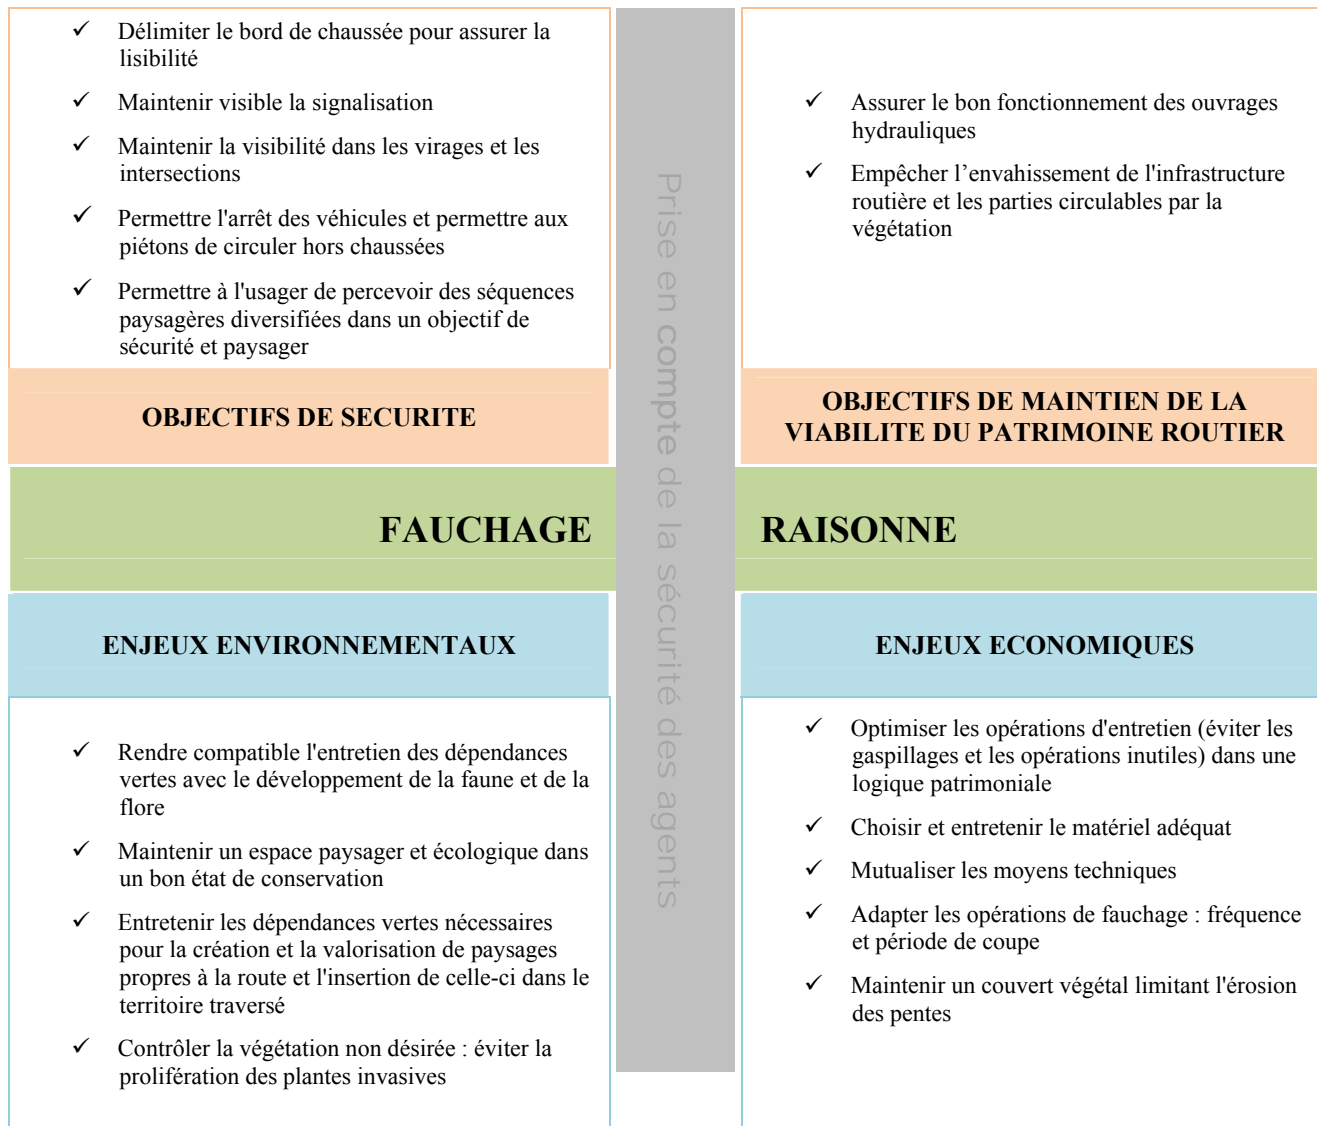 ✓ Délimiter le bord de chaussée pour assurer la
lisibilité
✓ Maintenir visible la signalisation
✓ Maintenir la visibilité dans les virages et les
intersections
✓ Permettre l'arrêt des véhicules et permettre aux
piétons de circuler hors chaussées
✓ Permettre à l'usager de percevoir des séquences
paysagères diversifiées dans un objectif de
sécurité et paysager
OBJECTIFS DE SECURITE
✓ Assurer le bon fonctionnement des ouvrages
hydrauliques
✓ Empêcher l’envahissement de l'infrastructure
routière et les parties circulables par la
végétation
OBJECTIFS DE MAINTIEN DE LA
VIABILITE DU PATRIMOINE ROUTIER
Prise en compte de la sécurité des agents
FAUCHAGE RAISONNE
ENJEUX ENVIRONNEMENTAUX
✓ Rendre compatible l'entretien des dépendances
vertes avec le développement de la faune et de la
flore
✓ Maintenir un espace paysager et écologique dans
un bon état de conservation
✓ Entretenir les dépendances vertes nécessaires
pour la création et la valorisation de paysages
propres à la route et l'insertion de celle-ci dans le
territoire traversé
✓ Contrôler la végétation non désirée : éviter la
prolifération des plantes invasives
ENJEUX ECONOMIQUES
✓ Optimiser les opérations d'entretien (éviter les
gaspillages et les opérations inutiles) dans une
logique patrimoniale
✓ Choisir et entretenir le matériel adéquat
✓ Mutualiser les moyens techniques
✓ Adapter les opérations de fauchage : fréquence
et période de coupe
✓ Maintenir un couvert végétal limitant l'érosion
des pentes